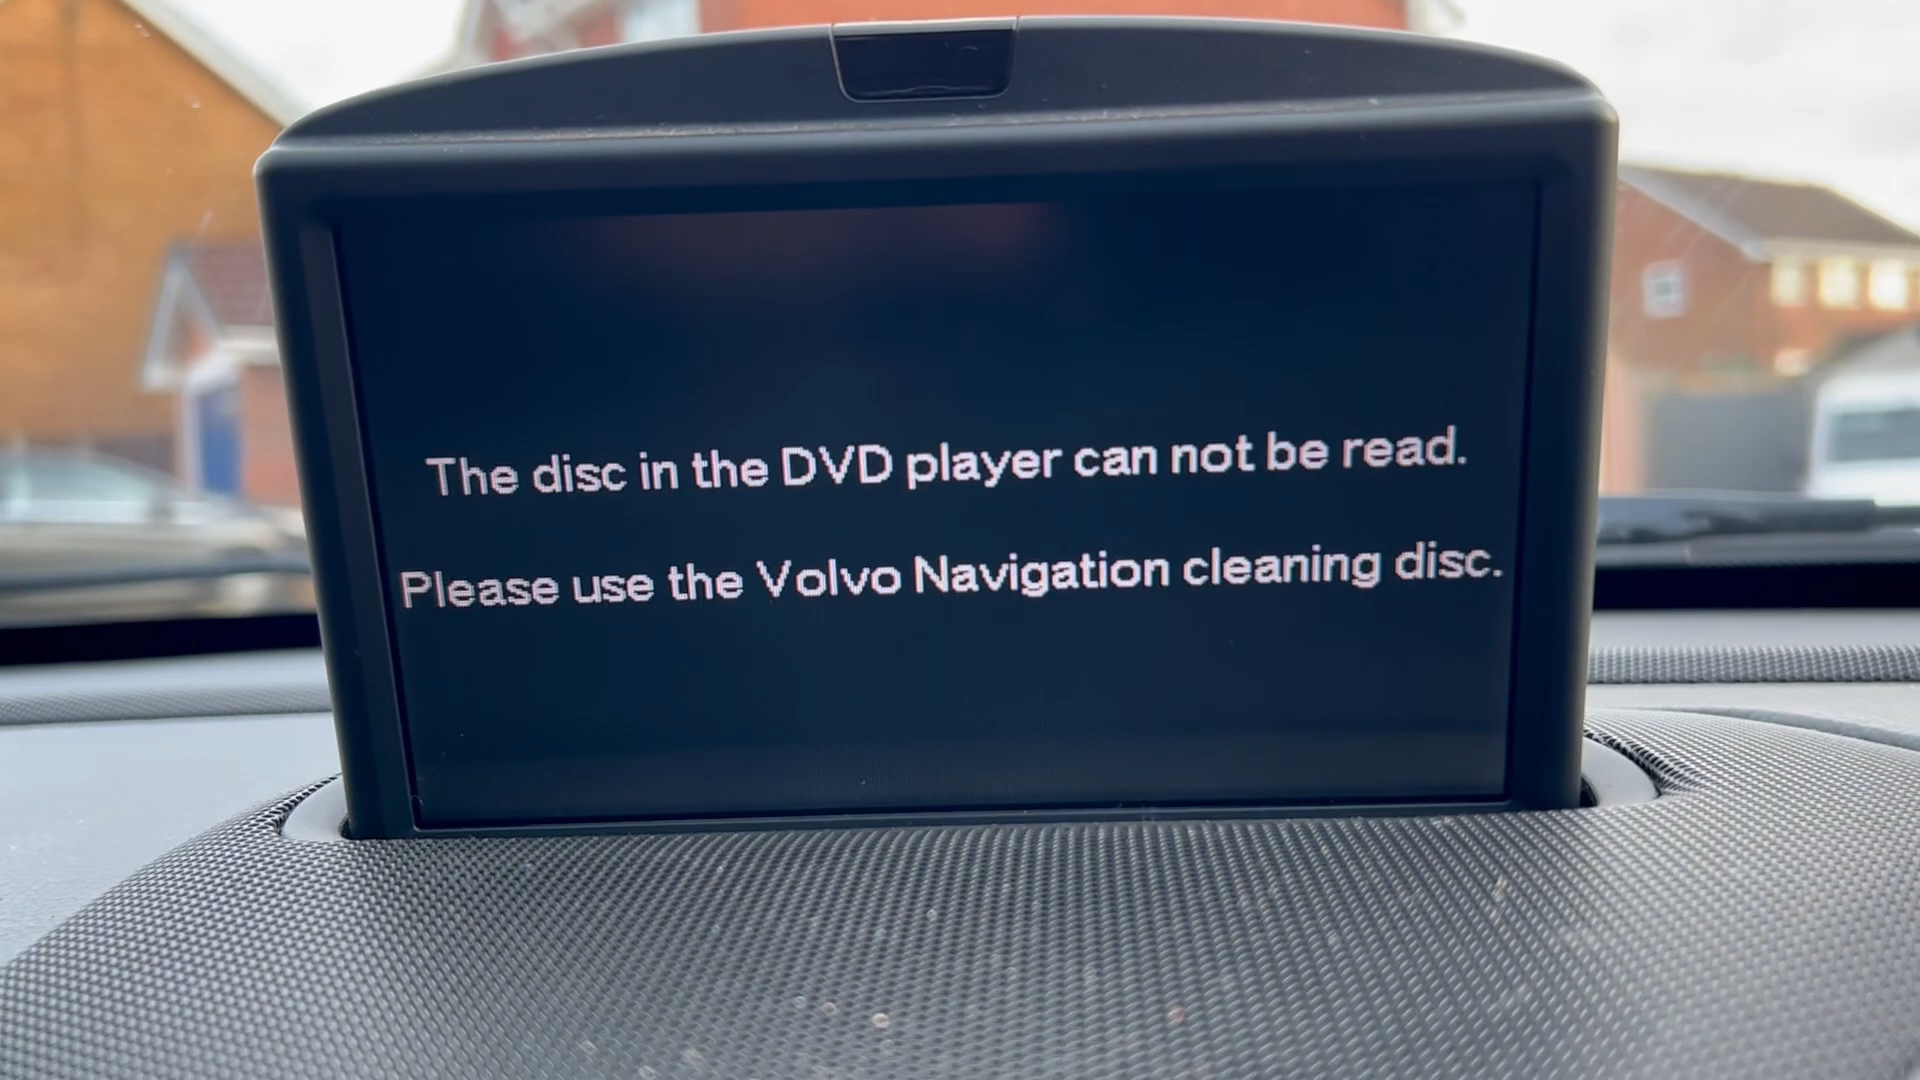 The disc in the DVD player can not be read.
Please use the Volvo Navigation cleaning disc.